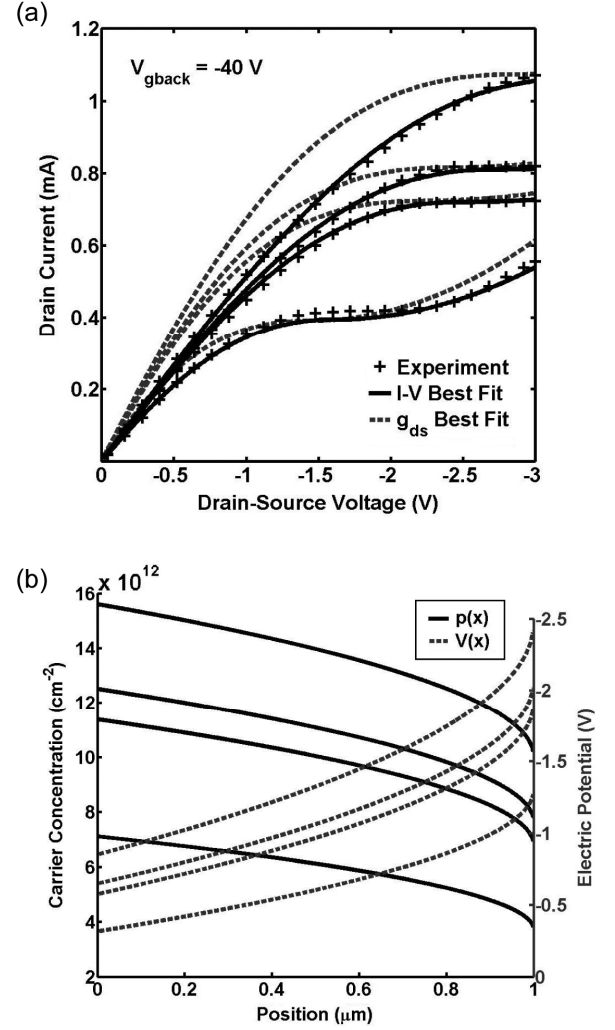 (a)
V_gback = -40 V
1.2
1
0.8
0.6
0.4
0.2
Drain Current (mA)
+ Experiment
I-V Best Fit
g_ds Best Fit
0 -0.5 -1 -1.5 -2 -2.5 -3
Drain-Source Voltage (V)
(b)
x 10^12
16
14
12
10
8
6
4
2
Carrier Concentration (cm^-2)
p(x)
V(x)
-2.5
-2
-1.5
-1
-0.5
0
Electric Potential (V)
0 0.2 0.4 0.6 0.8 1
Position (μm)